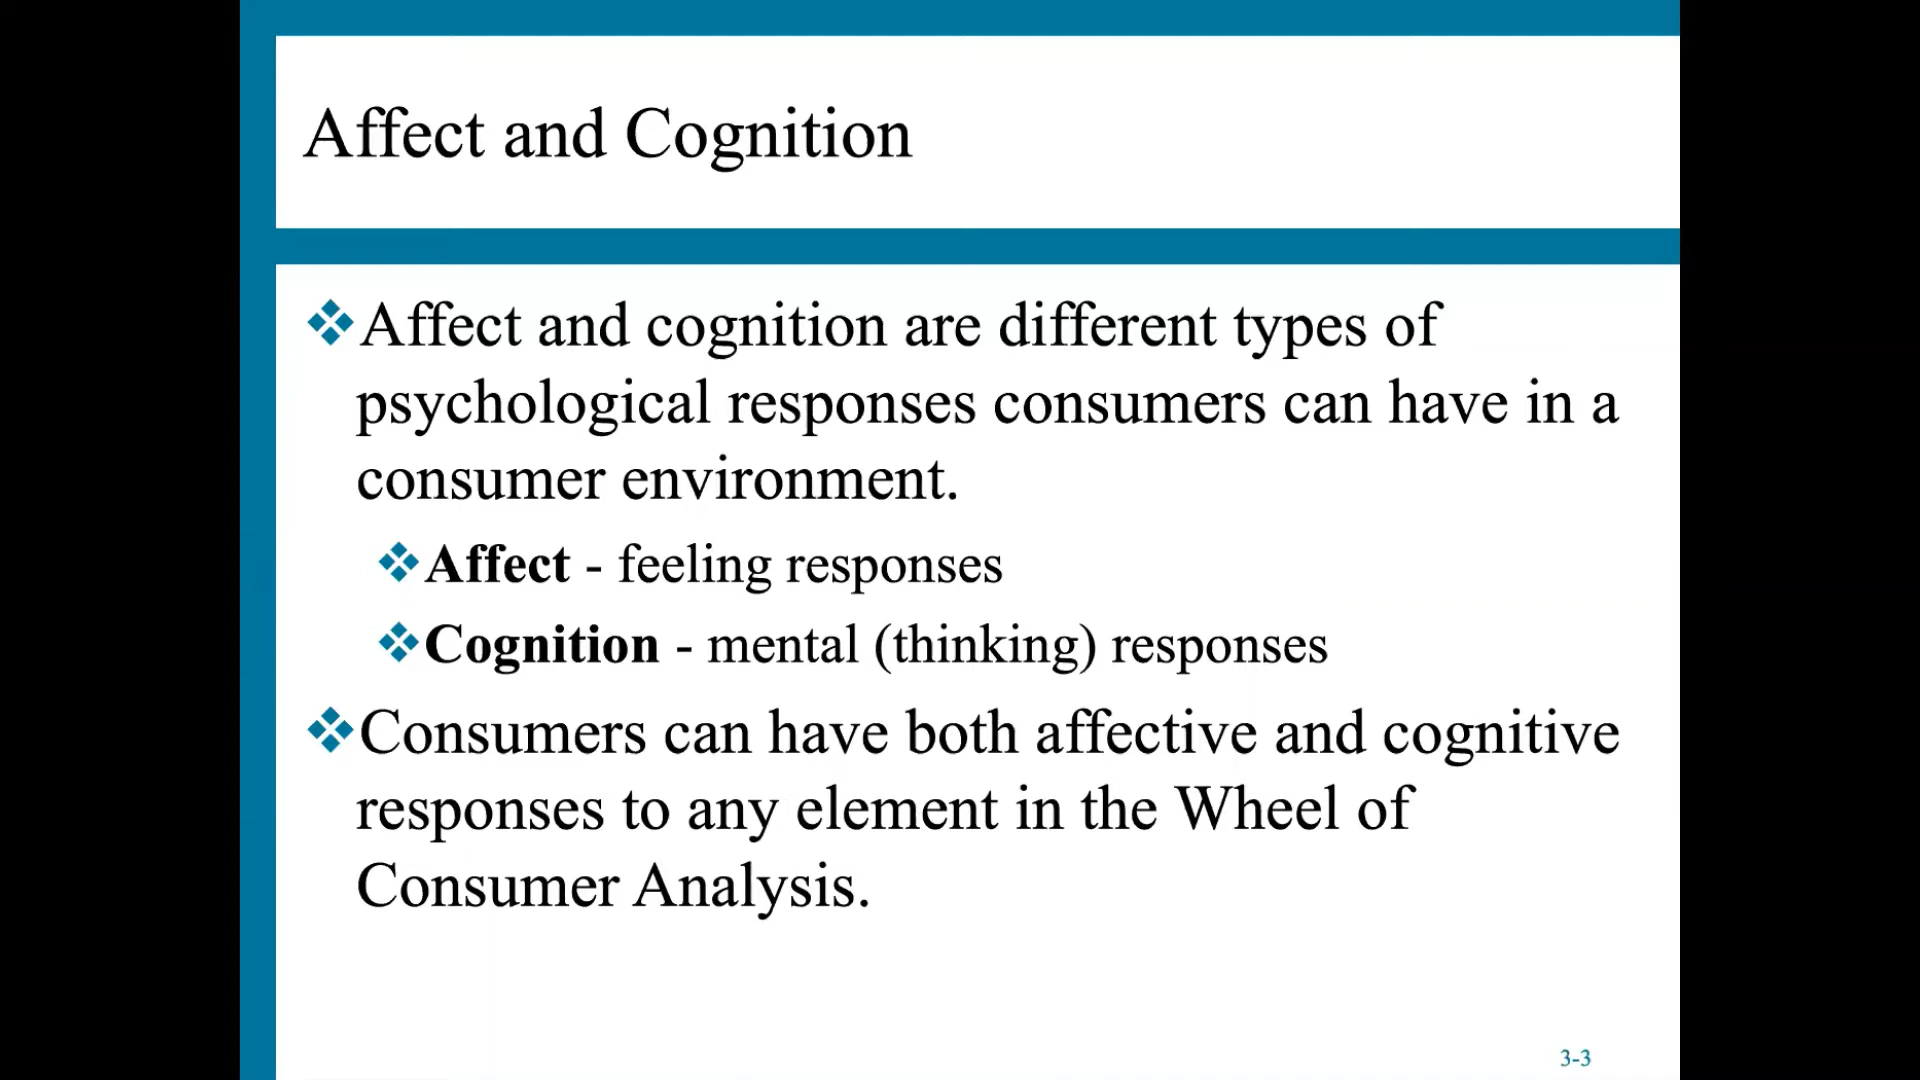 Affect and Cognition
❖Affect and cognition are different types of
psychological responses consumers can have in a
consumer environment.
❖Affect - feeling responses
❖Cognition - mental (thinking) responses
❖Consumers can have both affective and cognitive
responses to any element in the Wheel of
Consumer Analysis.
3-3